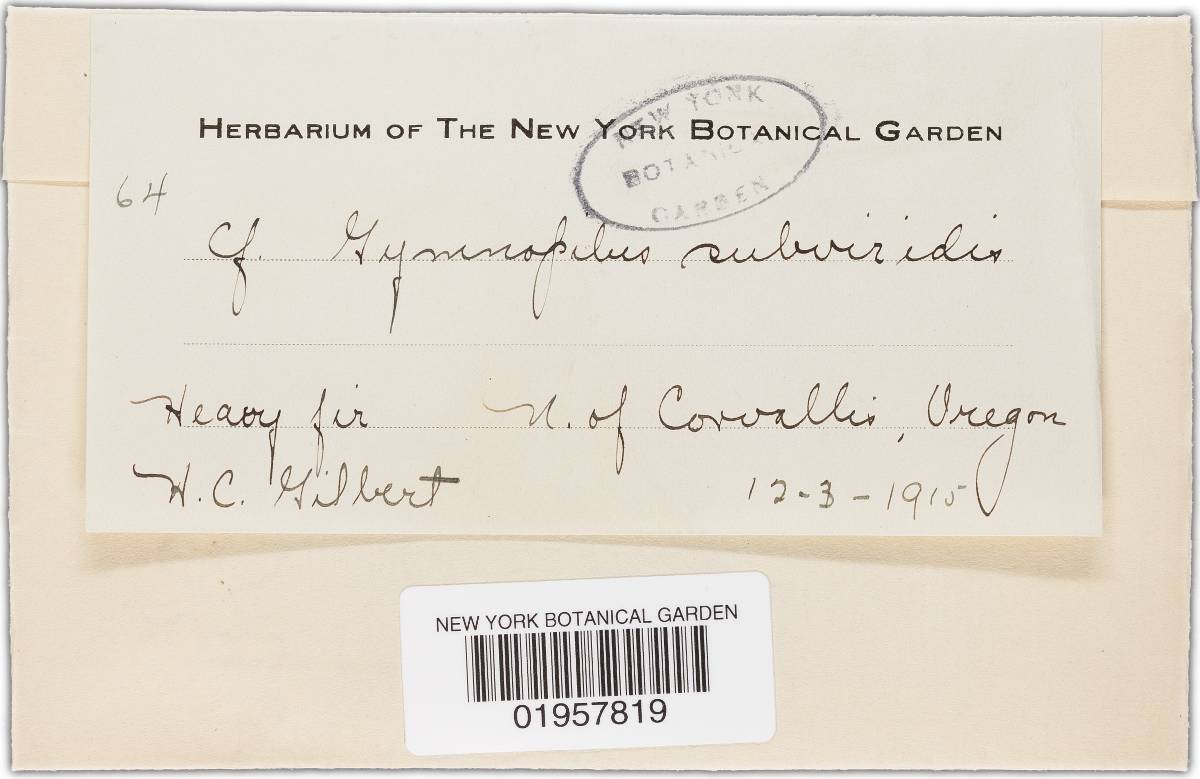 HERBARIUM OF THE NEW YORK BOTANICAL GARDEN
NEW YORK
BOTANICAL
GARDEN
64
Cf. Gymnopilus subviridis
Heavy fir N. of Corvallis, Oregon
H.C. Gilbert 12-3-1915
NEW YORK BOTANICAL GARDEN
01957819